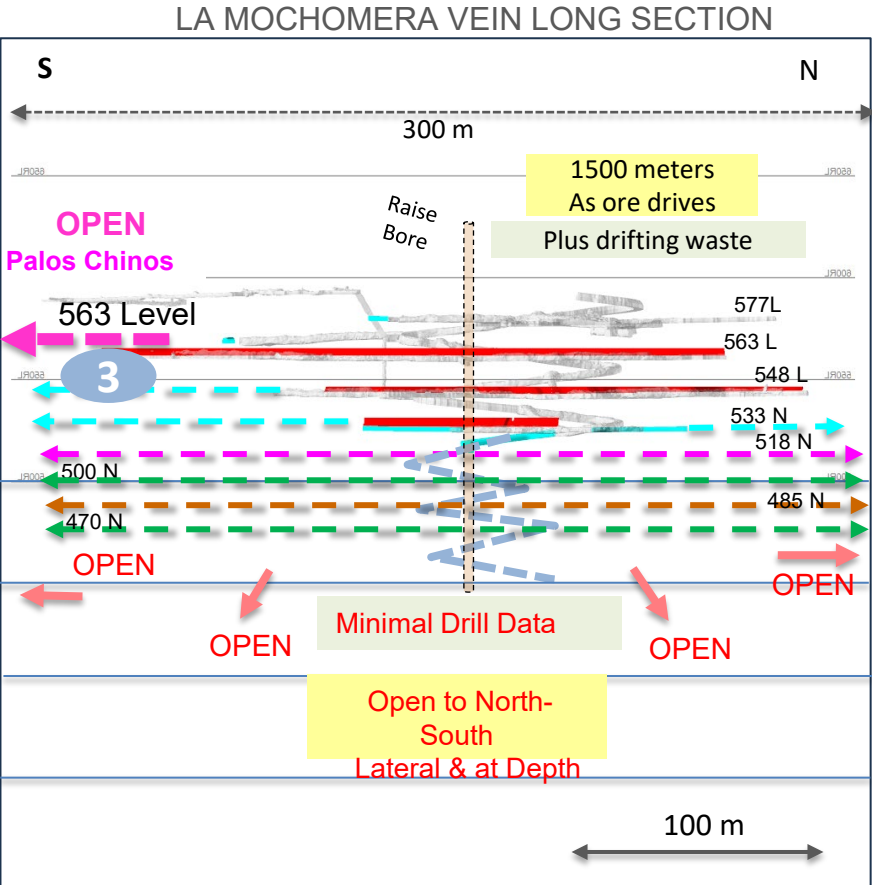 LA MOCHOMERA VEIN LONG SECTION
S
N
300 m
1500 meters
As ore drives
Raise
Bore
Plus drifting waste
OPEN
Palos Chinos
577L
563 Level
563 L
3
548 L
533 N
518 N
500 N
485 N
470 N
OPEN
OPEN
OPEN
OPEN
Minimal Drill Data
Open to North-
South
Lateral & at Depth
100 m